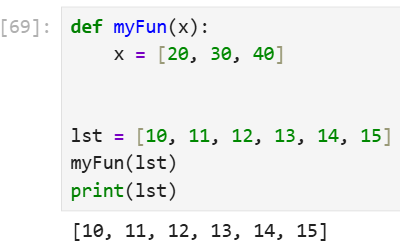 [69]: def myFun(x):
    x = [20, 30, 40]
lst = [10, 11, 12, 13, 14, 15]
myFun(lst)
print(lst)
[10, 11, 12, 13, 14, 15]